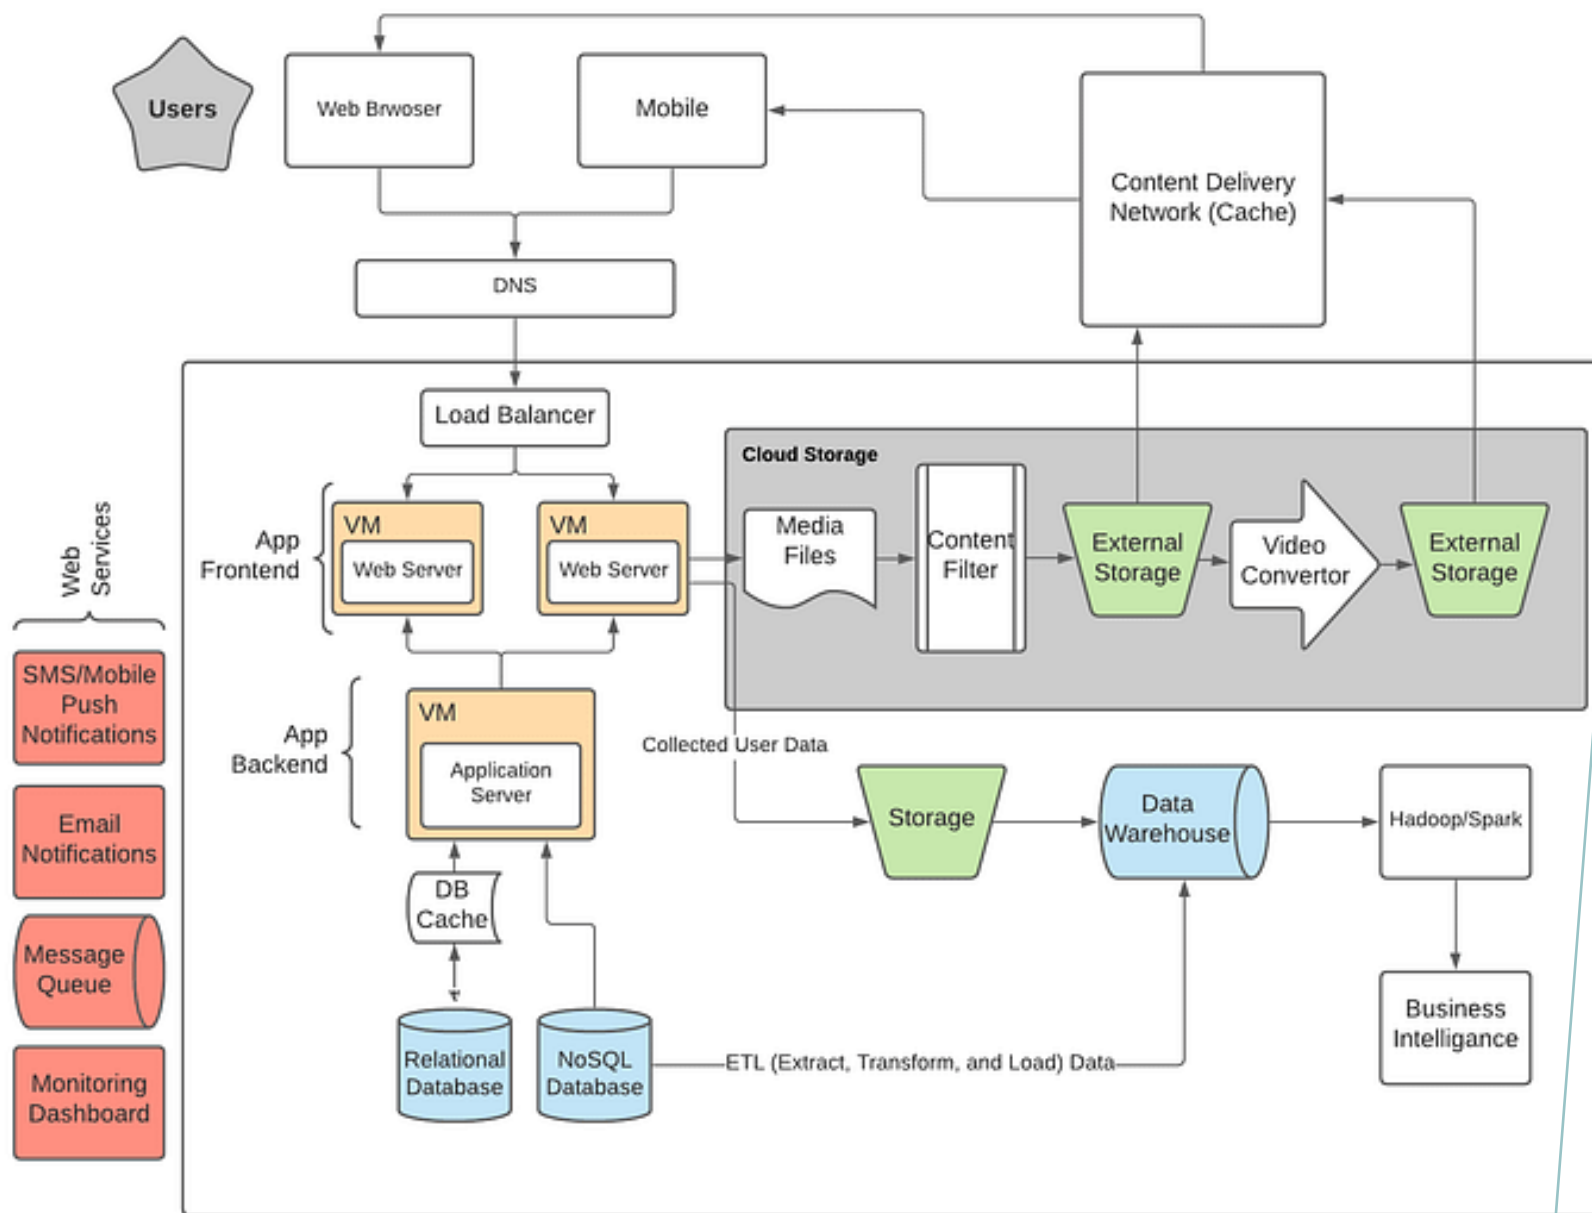 Users
Web Brwoser
Mobile
Content Delivery
Network (Cache)
DNS
Load Balancer
Cloud Storage
Web
Services
App
Frontend
VM
Web Server
VM
Web Server
Media
Files
Content
Filter
External
Storage
Video
Convertor
External
Storage
SMS/Mobile
Push
Notifications
App
Backend
VM
Application
Server
Collected User Data
Storage
Data
Warehouse
Hadoop/Spark
Email
Notifications
DB
Cache
Message
Queue
Relational
Database
NoSQL
Database
ETL (Extract, Transform, and Load) Data
Business
Intelligance
Monitoring
Dashboard